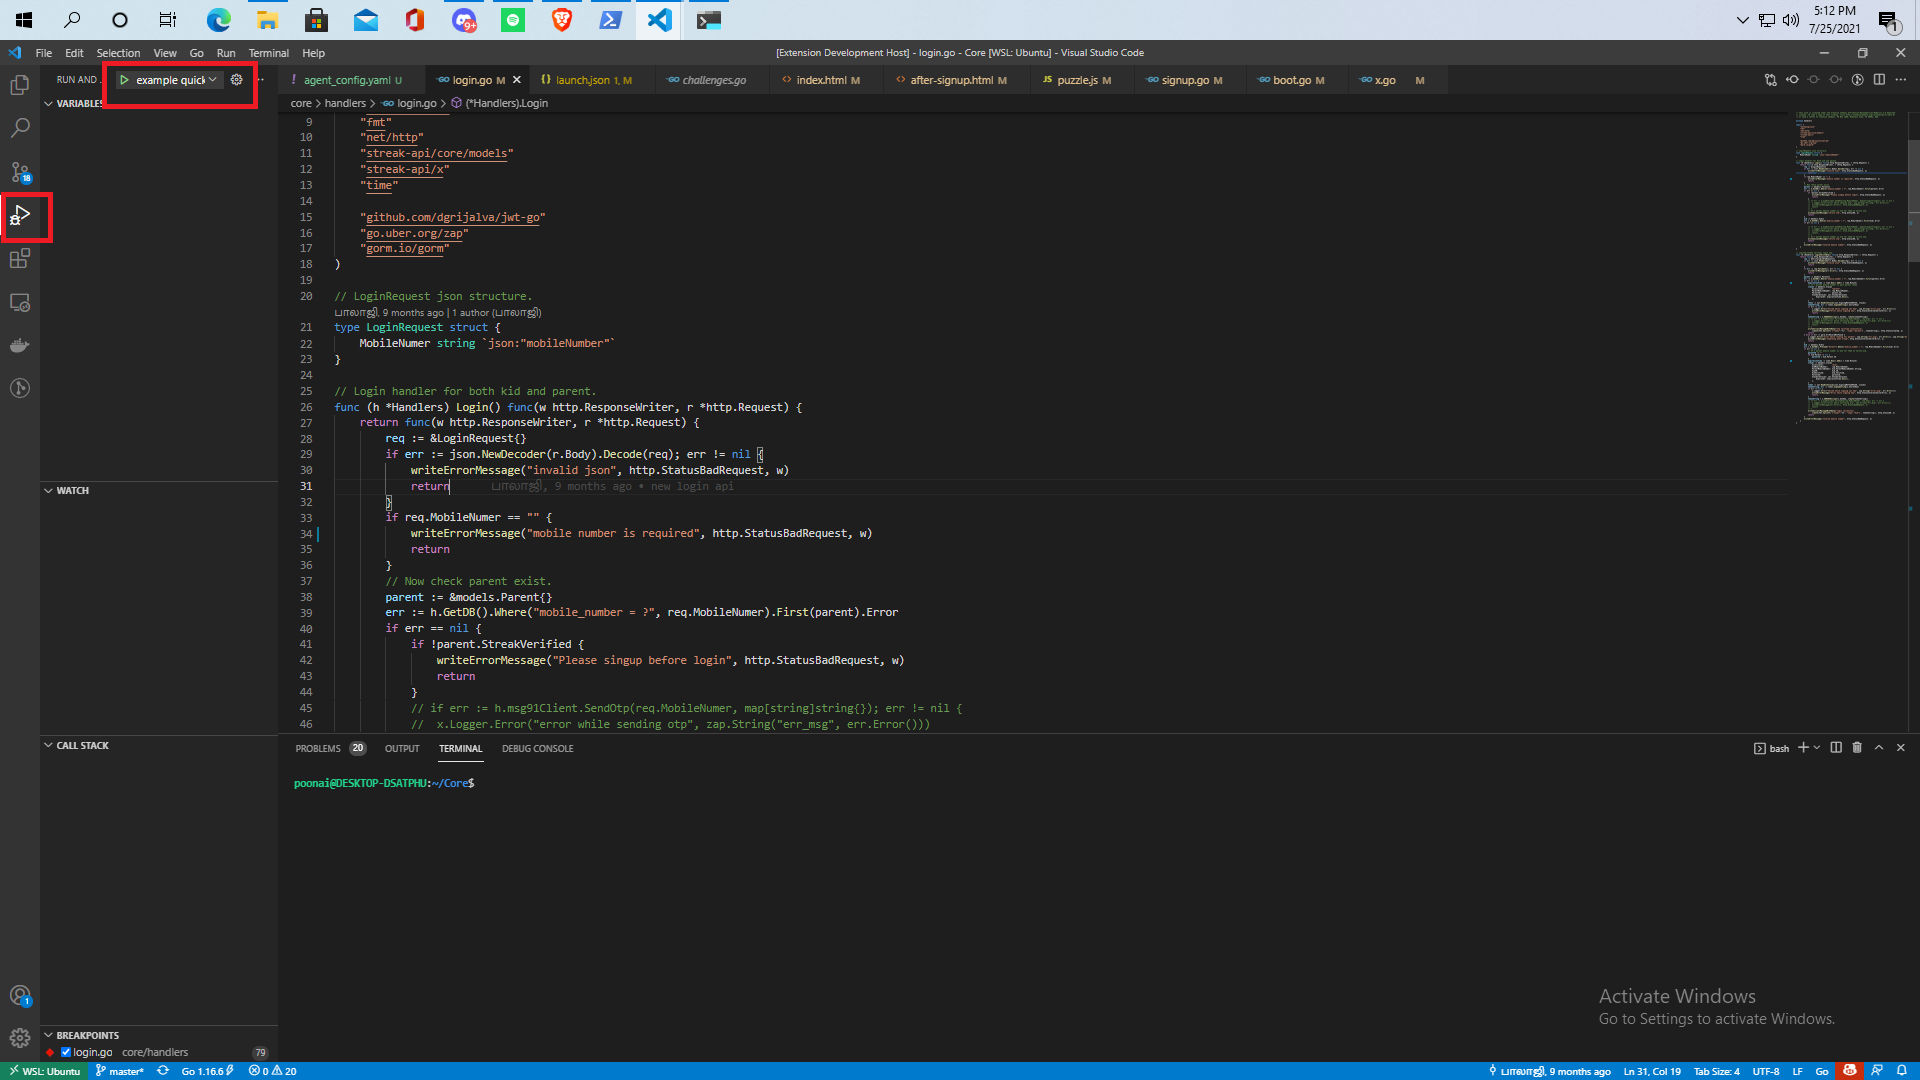 5:12 PM
7/25/2021
9+
1
File Edit Selection View Go Run Terminal Help
[Extension Development Host] - login.go - Core [WSL: Ubuntu] - Visual Studio Code
RUN AND ...
example quick
agent_config.yaml U
login.go M
launch.json 1, M
challenges.go
index.html M
after-signup.html M
JS puzzle.js M
signup.go M
boot.go M
x.go M
core > handlers > login.go > (*Handlers).Login
VARIABLES
18
WATCH
CALL STACK
BREAKPOINTS
login.go core/handlers 79
9 "fmt"
10 "net/http"
11 "streak-api/core/models"
12 "streak-api/x"
13 "time"
14
15 "github.com/dgrijalva/jwt-go"
16 "go.uber.org/zap"
17 "gorm.io/gorm"
18 )
19
20 // LoginRequest json structure.
பாலாஜி, 9 months ago | 1 author (பாலாஜி)
21 type LoginRequest struct {
22 MobileNumer string `json:"mobileNumber"`
23 }
24
25 // Login handler for both kid and parent.
26 func (h *Handlers) Login() func(w http.ResponseWriter, r *http.Request) {
27 return func(w http.ResponseWriter, r *http.Request) {
28 req := &LoginRequest{}
29 if err := json.NewDecoder(r.Body).Decode(req); err != nil {
30 writeErrorMessage("invalid json", http.StatusBadRequest, w)
31 return பாலாஜி, 9 months ago • new login api
32 }
33 if req.MobileNumer == "" {
34 writeErrorMessage("mobile number is required", http.StatusBadRequest, w)
35 return
36 }
37 // Now check parent exist.
38 parent := &models.Parent{}
39 err := h.GetDB().Where("mobile_number = ?", req.MobileNumer).First(parent).Error
40 if err == nil {
41 if !parent.StreakVerified {
42 writeErrorMessage("Please singup before login", http.StatusBadRequest, w)
43 return
44 }
45 // if err := h.msg91Client.SendOtp(req.MobileNumer, map[string]string{}); err != nil {
46 // x.Logger.Error("error while sending otp", zap.String("err_msg", err.Error()))
PROBLEMS 20 OUTPUT TERMINAL DEBUG CONSOLE
bash
poonai@DESKTOP-DSATPHU:~/Core$
Activate Windows
Go to Settings to activate Windows.
1
WSL: Ubuntu master* Go 1.16.6 0 20
பாலாஜி, 9 months ago Ln 31, Col 19 Tab Size: 4 UTF-8 LF Go